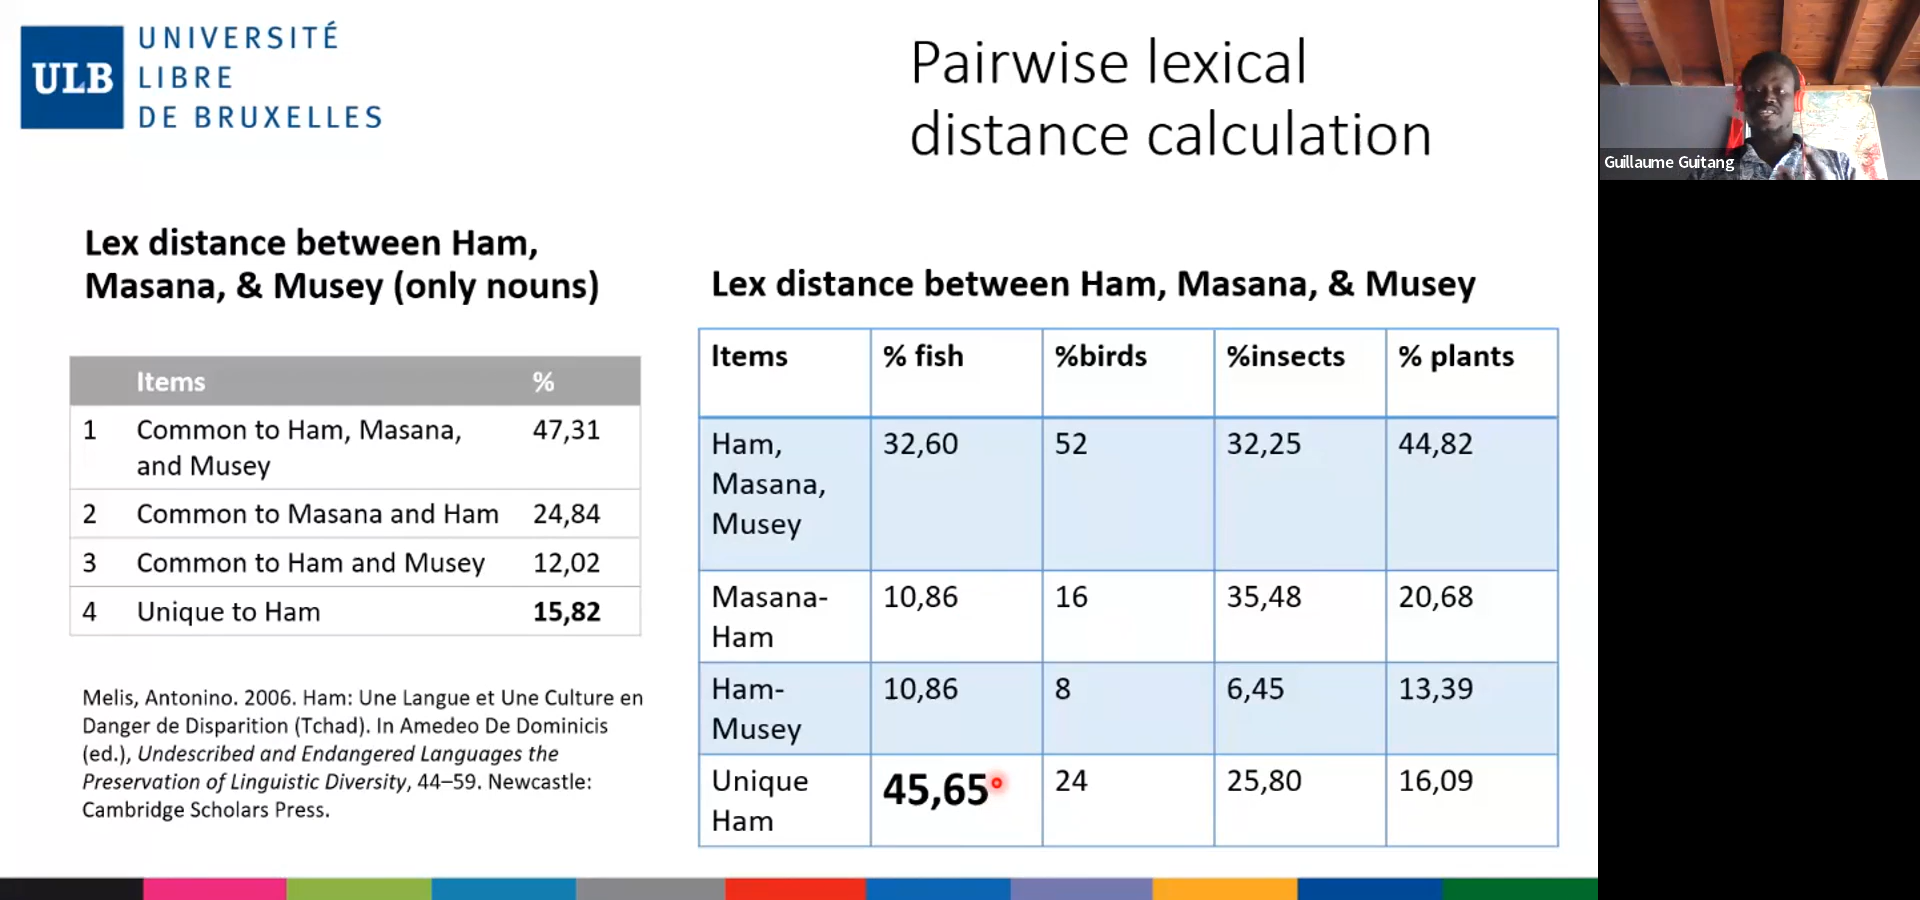 ULB
UNIVERSITÉ
LIBRE
DE BRUXELLES
Pairwise lexical
distance calculation
Lex distance between Ham,
Masana, & Musey (only nouns)
Items %
1 Common to Ham, Masana, 47,31
and Musey
2 Common to Masana and Ham 24,84
3 Common to Ham and Musey 12,02
4 Unique to Ham 15,82
Melis, Antonino. 2006. Ham: Une Langue et Une Culture en
Danger de Disparition (Tchad). In Amedeo De Dominicis
(ed.), Undescribed and Endangered Languages the
Preservation of Linguistic Diversity, 44–59. Newcastle:
Cambridge Scholars Press.
Lex distance between Ham, Masana, & Musey
Items % fish %birds %insects % plants
Ham, 32,60 52 32,25 44,82
Masana,
Musey
Masana- 10,86 16 35,48 20,68
Ham
Ham- 10,86 8 6,45 13,39
Musey
Unique 45,65 24 25,80 16,09
Ham
Guillaume Guitang